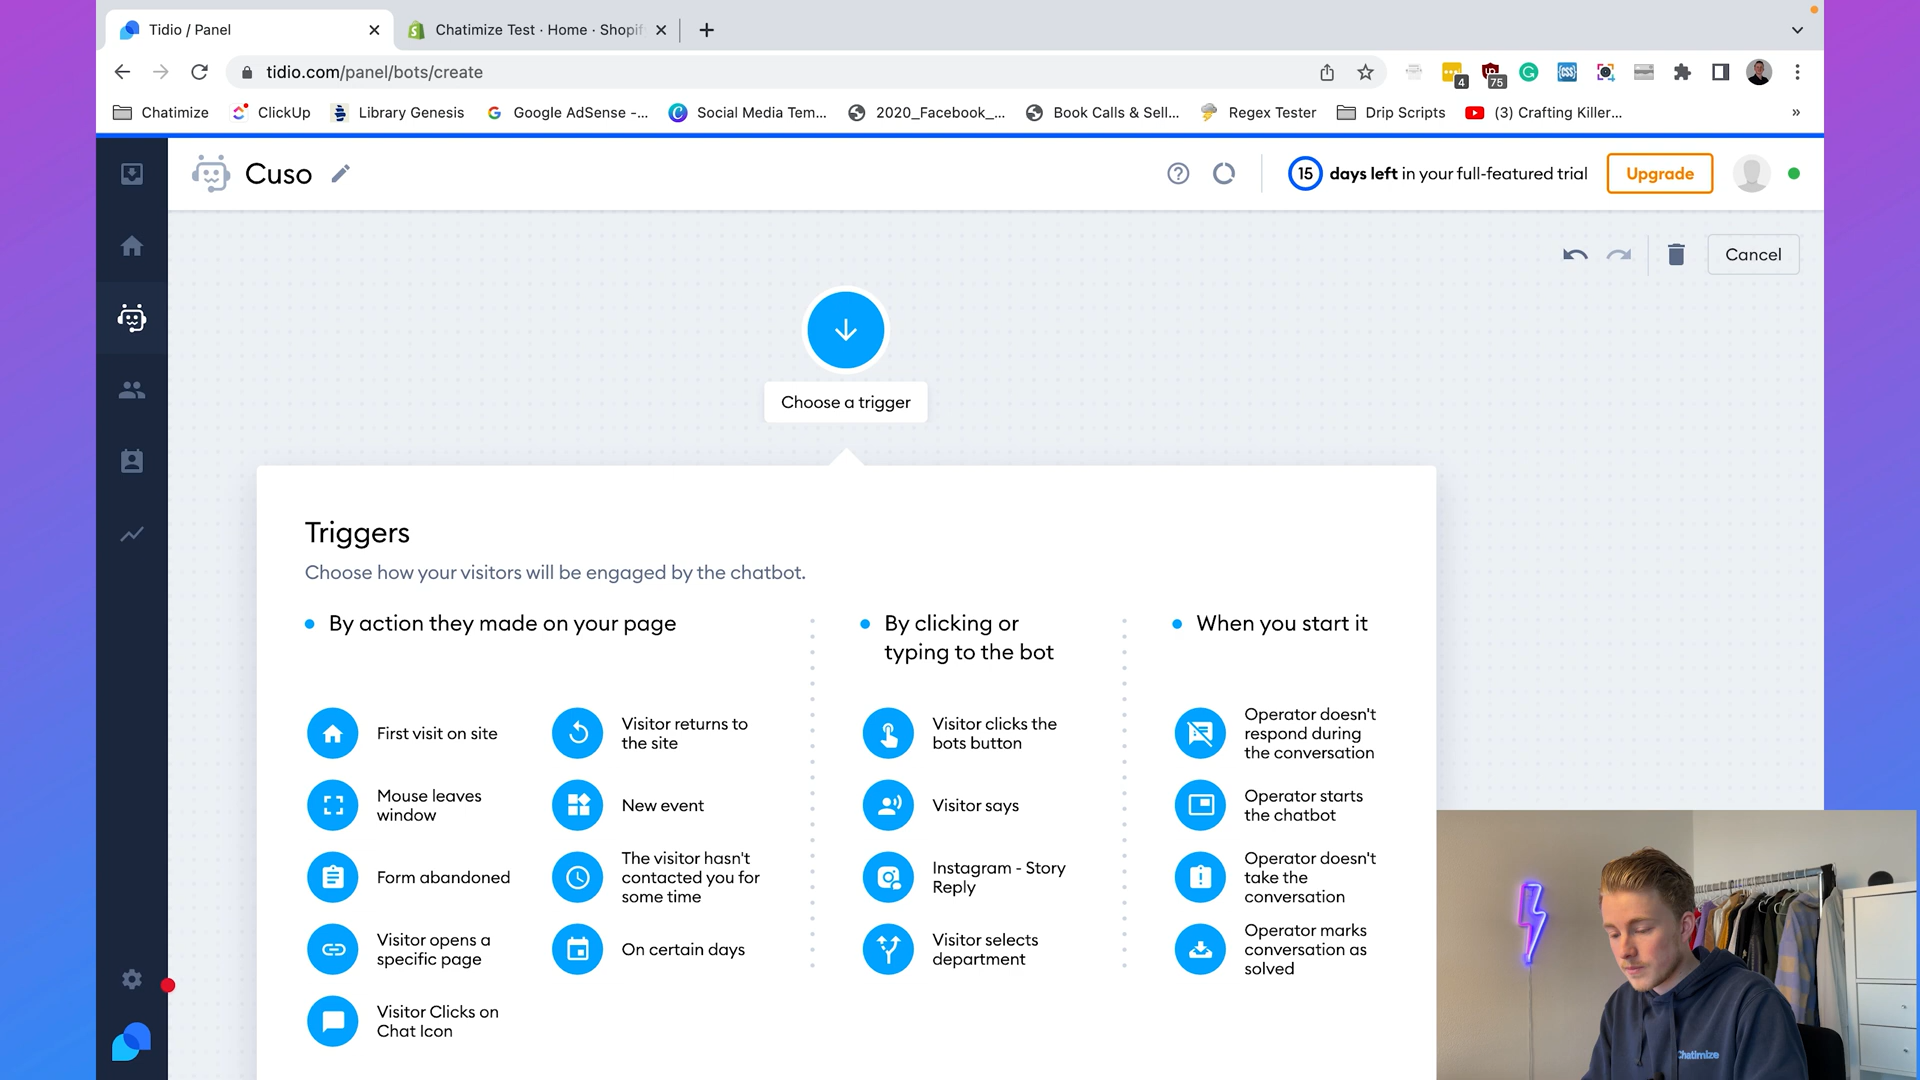 Tidio / Panel
Chatimize Test · Home · Shopif
tidio.com/panel/bots/create
4
75
Chatimize
ClickUp
Library Genesis
Google AdSense -...
Social Media Tem...
2020_Facebook_...
Book Calls & Sell...
Regex Tester
Drip Scripts
(3) Crafting Killer...
»
Cuso
15 days left in your full-featured trial
Upgrade
Cancel
Choose a trigger
Triggers
Choose how your visitors will be engaged by the chatbot.
By action they made on your page
First visit on site
Visitor returns to
the site
Mouse leaves
window
New event
Form abandoned
The visitor hasn't
contacted you for
some time
Visitor opens a
specific page
On certain days
Visitor Clicks on
Chat Icon
By clicking or
typing to the bot
Visitor clicks the
bots button
Visitor says
Instagram - Story
Reply
Visitor selects
department
When you start it
Operator doesn't
respond during
the conversation
Operator starts
the chatbot
Operator doesn't
take the
conversation
Operator marks
conversation as
solved
Chatimize